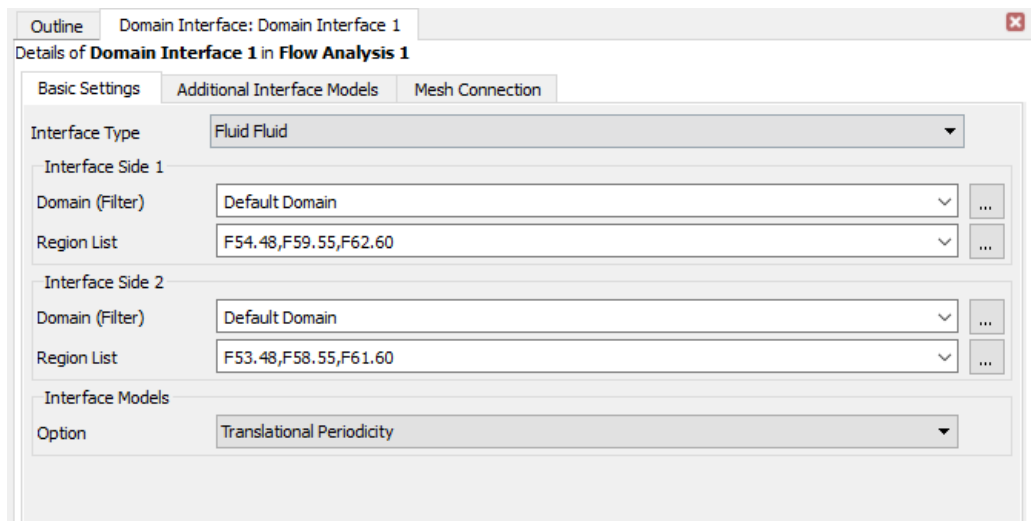 Outline Domain Interface: Domain Interface 1
Details of Domain Interface 1 in Flow Analysis 1
Basic Settings Additional Interface Models Mesh Connection
Interface Type Fluid Fluid
Interface Side 1
Domain (Filter) Default Domain ...
Region List F54.48,F59.55,F62.60 ...
Interface Side 2
Domain (Filter) Default Domain ...
Region List F53.48,F58.55,F61.60 ...
Interface Models
Option Translational Periodicity